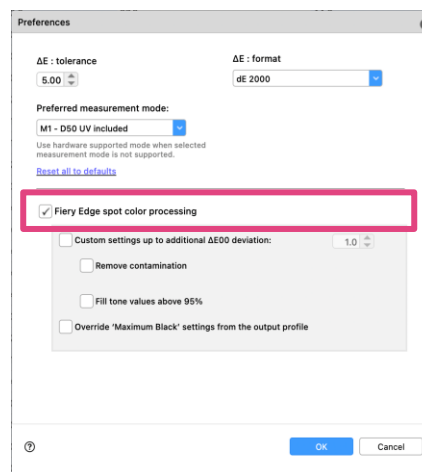 Preferences
ΔE : tolerance
ΔE : format
5.00
dE 2000
Preferred measurement mode:
M1 - D50 UV included
Use hardware supported mode when selected
measurement mode is not supported.
Reset all to defaults
Fiery Edge spot color processing
Custom settings up to additional ΔE00 deviation:
1.0
Remove contamination
Fill tone values above 95%
Override 'Maximum Black' settings from the output profile
?
OK
Cancel